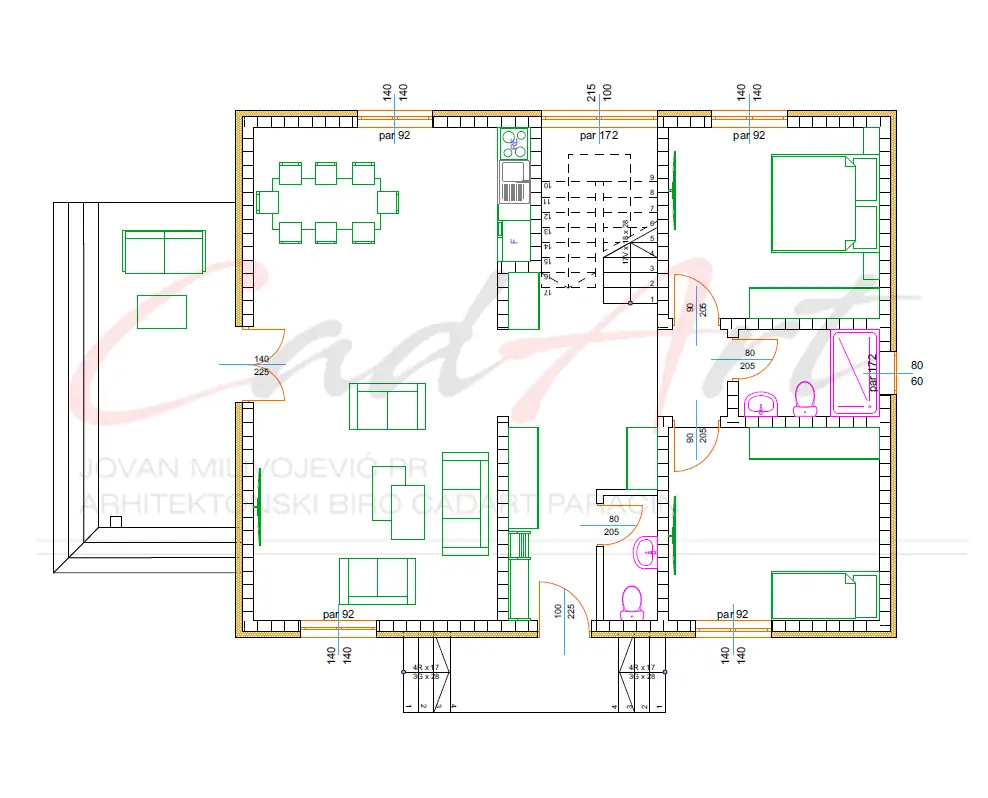 140 140
215 100
140 140
par 92
par 172
par 92
F
10
11
12
13
14
15
16
17
9
8
7
6
5
4
3
2
1
17V x 18 x 28
90
205
CadArt
80
205
par 172
80
60
140
225
90
205
JOVAN MILIVOJEVIĆ PR
ARHITEKTONSKI BIRO CADART PARAĆIN
80
205
100
225
par 92
par 92
140 140
140 140
4R x 17
3G x 28
4R x 17
3G x 28
1 2 3 4
4 3 2 1